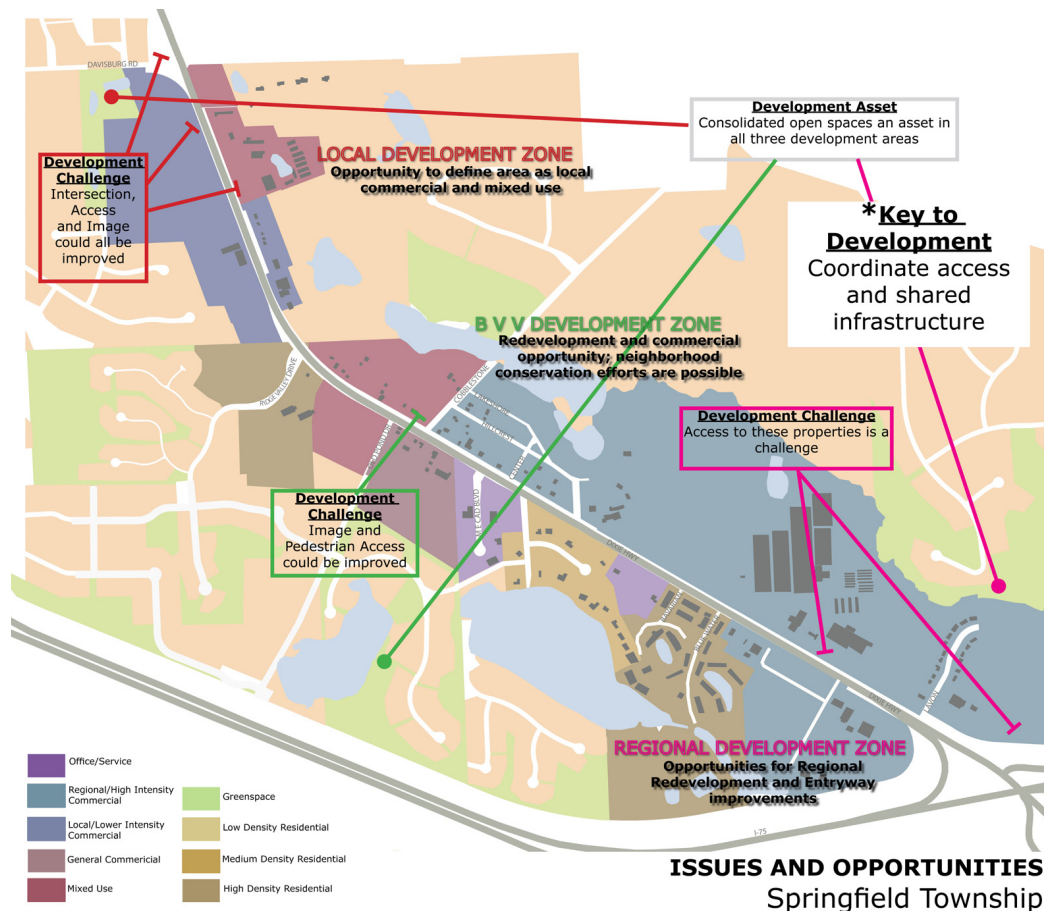 DAVISBURG RD
Development Asset
Consolidated open spaces an asset in
all three development areas
Development
Challenge
Intersection,
Access
and Image
could all be
improved
LOCAL DEVELOPMENT ZONE
Opportunity to define area as local
commercial and mixed use
*Key to
Development
Coordinate access
and shared
infrastructure
B V V DEVELOPMENT ZONE
Redevelopment and commercial
opportunity; neighborhood
conservation efforts are possible
RIDGE VALLEY DRIVE
COBBLESTONE
LAKESHORE
HILLCREST
CENTER
Development Challenge
Access to these properties is a
challenge
Development
Challenge
Image and
Pedestrian Access
could be improved
DIXIE HWY
DIXIE HWY
LAVON
REGIONAL DEVELOPMENT ZONE
Opportunities for Regional
Redevelopment and Entryway
improvements
I-75
Office/Service
Regional/High Intensity
Commercial
Local/Lower Intensity
Commercial
General Commericial
Mixed Use
Greenspace
Low Density Residential
Medium Density Residential
High Density Residential
ISSUES AND OPPORTUNITIES
Springfield Township